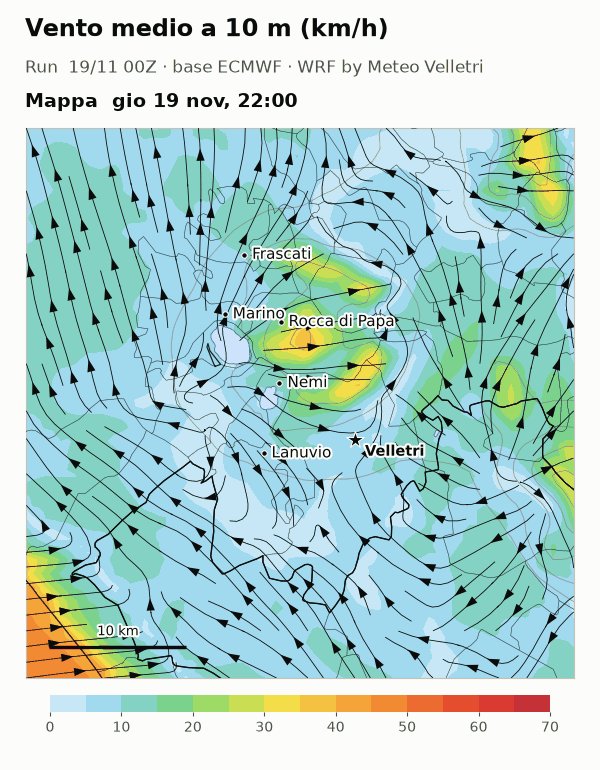 Vento medio a 10 m (km/h)
Run  19/11 00Z · base ECMWF · WRF by Meteo Velletri
Mappa  gio 19 nov, 22:00
Frascati
Marino
Rocca di Papa
Nemi
Velletri
Lanuvio
10 km
0 10 20 30 40 50 60 70